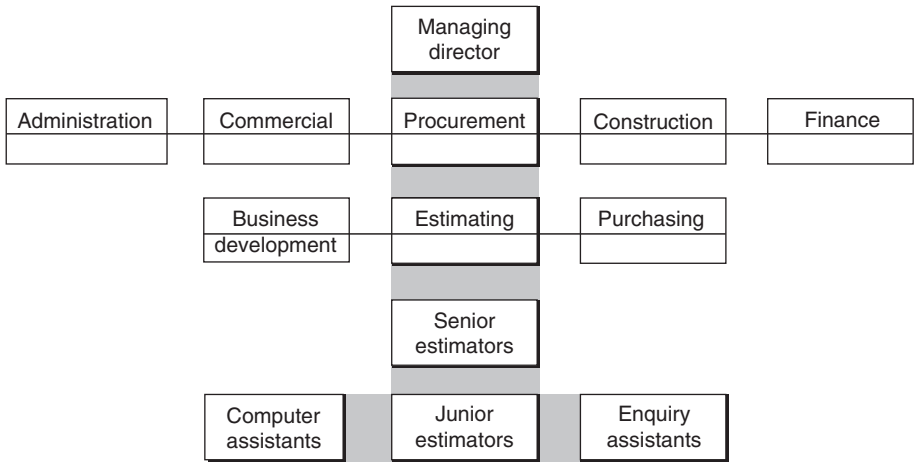 Managing
director
Administration
Commercial
Procurement
Construction
Finance
Business
development
Estimating
Purchasing
Senior
estimators
Computer
assistants
Junior
estimators
Enquiry
assistants